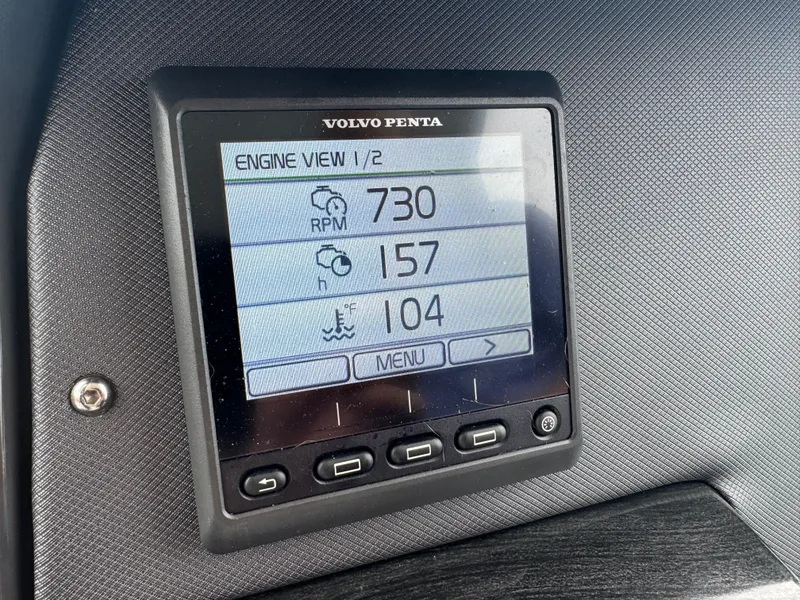 VOLVO PENTA
ENGINE VIEW 1/2
RPM 730
h 157
°F 104
MENU >